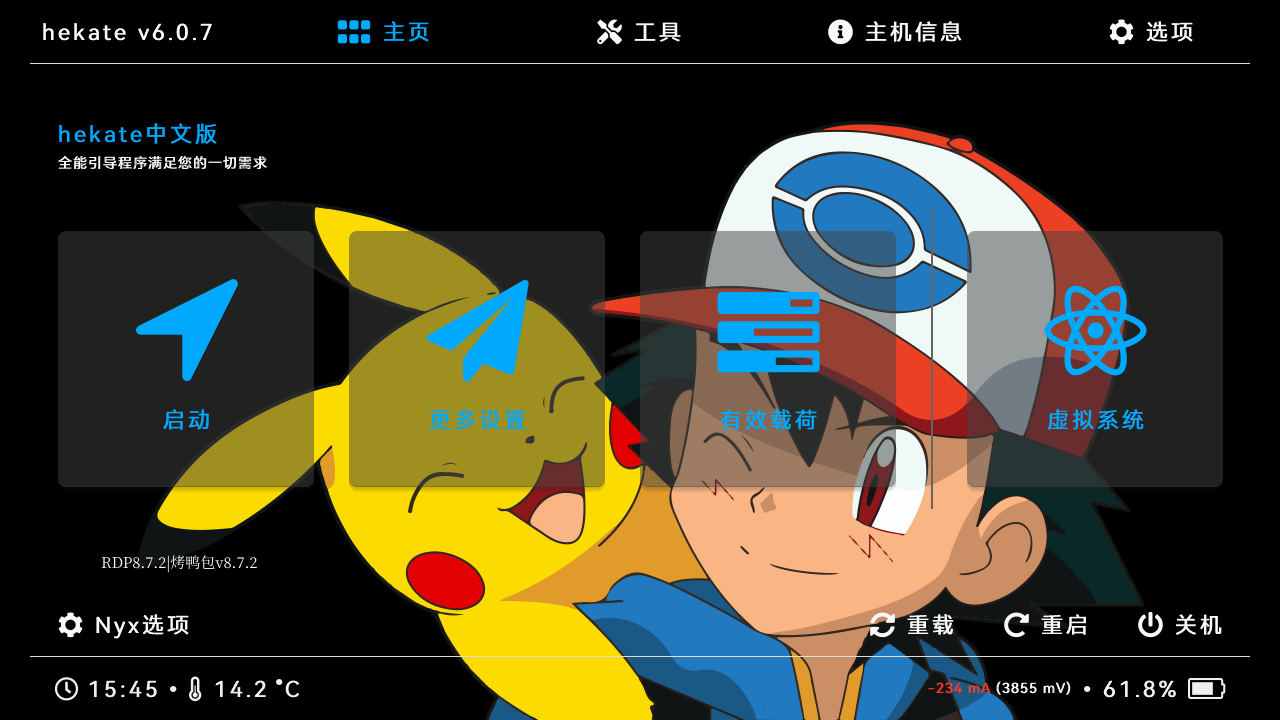 hekate v6.0.7
主页
工具
主机信息
选项
hekate中文版
全能引导程序满足您的一切需求
启动
更多设置
有效载荷
虚拟系统
RDP8.7.2|烤鸭包v8.7.2
Nyx选项
重载
重启
关机
15:45 • 14.2 °C
-234 mA (3855 mV) • 61.8%